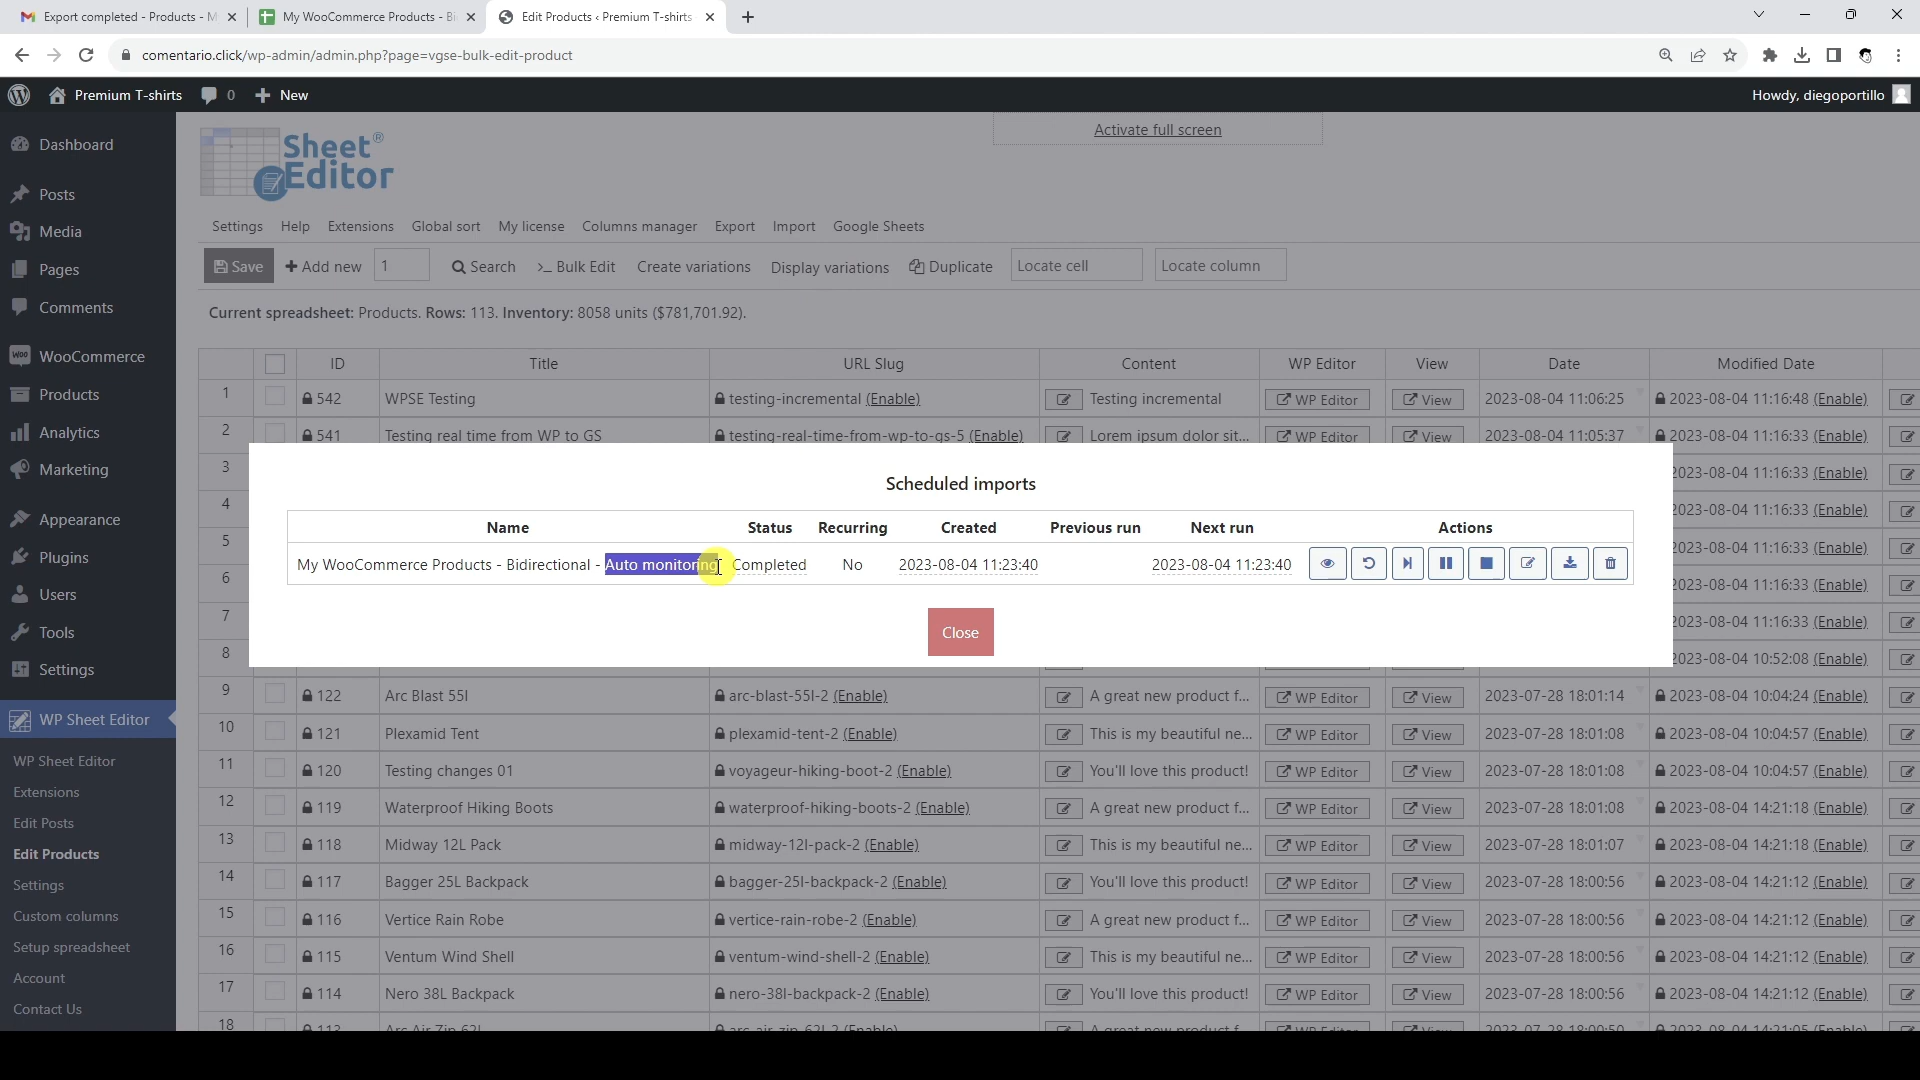 Export completed - Products - M
My WooCommerce Products - Bi
Edit Products ‹ Premium T-shirts
comentario.click/wp-admin/admin.php?page=vgse-bulk-edit-product
Premium T-shirts
0
New
Howdy, diegoportillo
Dashboard
Posts
Media
Pages
Comments
WooCommerce
Products
Analytics
Marketing
Appearance
Plugins
Users
Tools
Settings
WP Sheet Editor
WP Sheet Editor
Extensions
Edit Posts
Edit Products
Settings
Custom columns
Setup spreadsheet
Account
Contact Us
Sheet®
Editor
Activate full screen
Settings Help Extensions Global sort My license Columns manager Export Import Google Sheets
Save Add new 1 Search Bulk Edit Create variations Display variations Duplicate Locate cell Locate column
Current spreadsheet: Products. Rows: 113. Inventory: 8058 units ($781,701.92).
ID Title URL Slug Content WP Editor View Date Modified Date
1 542 WPSE Testing testing-incremental (Enable) Testing incremental WP Editor View 2023-08-04 11:06:25 2023-08-04 11:16:48 (Enable)
2 541 Testing real time from WP to GS testing-real-time-from-wp-to-gs-5 (Enable) Lorem ipsum dolor sit... WP Editor View 2023-08-04 11:05:37 2023-08-04 11:16:33 (Enable)
3 2023-08-04 11:16:33 (Enable)
4 2023-08-04 11:16:33 (Enable)
5 2023-08-04 11:16:33 (Enable)
6 2023-08-04 11:16:33 (Enable)
7 2023-08-04 11:16:33 (Enable)
8 2023-08-04 10:52:08 (Enable)
Scheduled imports
Name Status Recurring Created Previous run Next run Actions
My WooCommerce Products - Bidirectional - Auto monitoring Completed No 2023-08-04 11:23:40 2023-08-04 11:23:40
Close
9 122 Arc Blast 55l arc-blast-55l-2 (Enable) A great new product f... WP Editor View 2023-07-28 18:01:14 2023-08-04 10:04:24 (Enable)
10 121 Plexamid Tent plexamid-tent-2 (Enable) This is my beautiful ne... WP Editor View 2023-07-28 18:01:08 2023-08-04 10:04:57 (Enable)
11 120 Testing changes 01 voyageur-hiking-boot-2 (Enable) You'll love this product! WP Editor View 2023-07-28 18:01:08 2023-08-04 10:04:57 (Enable)
12 119 Waterproof Hiking Boots waterproof-hiking-boots-2 (Enable) A great new product f... WP Editor View 2023-07-28 18:01:08 2023-08-04 14:21:18 (Enable)
13 118 Midway 12L Pack midway-12l-pack-2 (Enable) This is my beautiful ne... WP Editor View 2023-07-28 18:01:07 2023-08-04 14:21:18 (Enable)
14 117 Bagger 25L Backpack bagger-25l-backpack-2 (Enable) You'll love this product! WP Editor View 2023-07-28 18:00:56 2023-08-04 14:21:12 (Enable)
15 116 Vertice Rain Robe vertice-rain-robe-2 (Enable) A great new product f... WP Editor View 2023-07-28 18:00:56 2023-08-04 14:21:12 (Enable)
16 115 Ventum Wind Shell ventum-wind-shell-2 (Enable) This is my beautiful ne... WP Editor View 2023-07-28 18:00:56 2023-08-04 14:21:12 (Enable)
17 114 Nero 38L Backpack nero-38l-backpack-2 (Enable) You'll love this product! WP Editor View 2023-07-28 18:00:56 2023-08-04 14:21:12 (Enable)
18